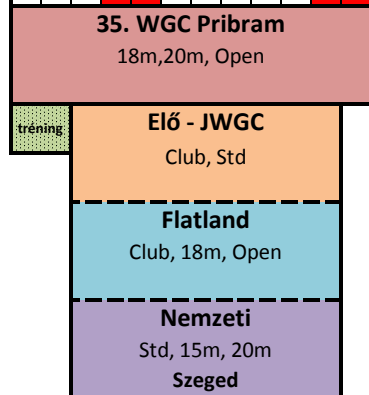 35. WGC Pribram
18m,20m, Open
tréning
Elő - JWGC
Club, Std
Flatland
Club, 18m, Open
Nemzeti
Std, 15m, 20m
Szeged